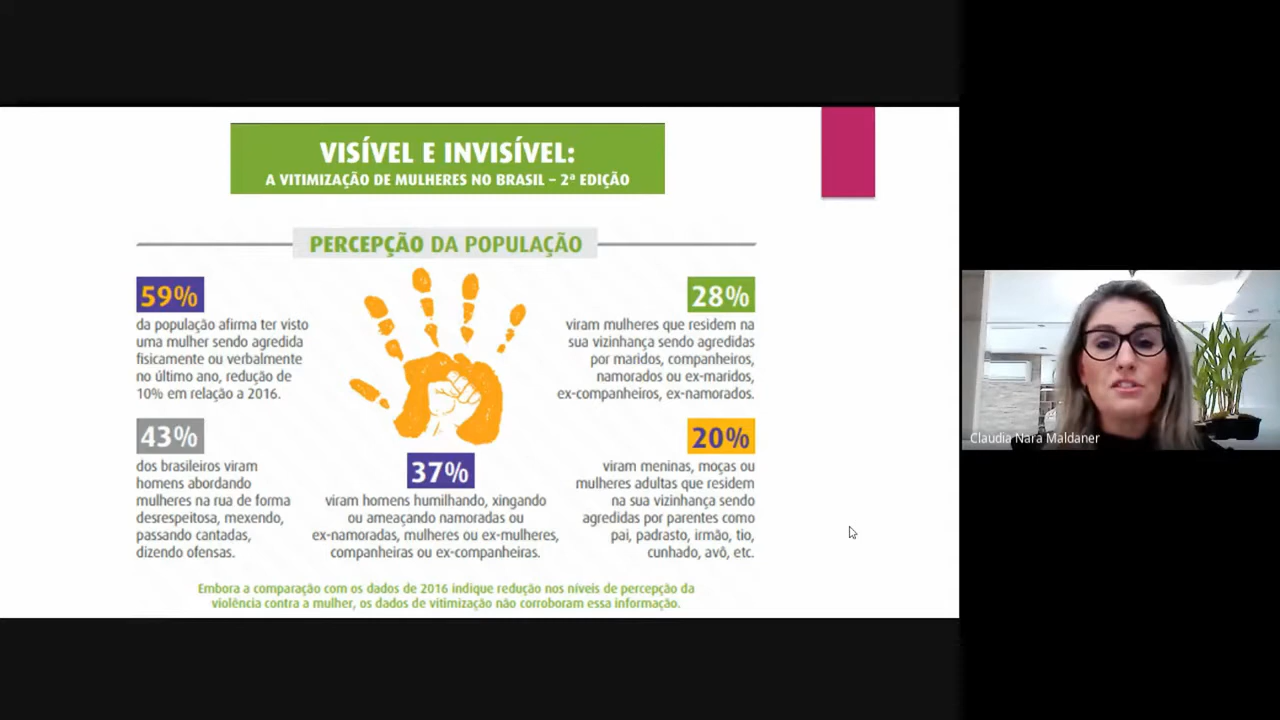 VISÍVEL E INVISÍVEL:
A VITIMIZAÇÃO DE MULHERES NO BRASIL – 2ª EDIÇÃO
PERCEPÇÃO DA POPULAÇÃO
59%
da população afirma ter visto
uma mulher sendo agredida
fisicamente ou verbalmente
no último ano, redução de
10% em relação a 2016.
28%
viram mulheres que residem na
sua vizinhança sendo agredidas
por maridos, companheiros,
namorados ou ex-maridos,
ex-companheiros, ex-namorados.
43%
dos brasileiros viram
homens abordando
mulheres na rua de forma
desrespeitosa, mexendo,
passando cantadas,
dizendo ofensas.
37%
viram homens humilhando, xingando
ou ameaçando namoradas ou
ex-namoradas, mulheres ou ex-mulheres,
companheiras ou ex-companheiras.
20%
viram meninas, moças ou
mulheres adultas que residem
na sua vizinhança sendo
agredidas por parentes como
pai, padrasto, irmão, tio,
cunhado, avô, etc.
Embora a comparação com os dados de 2016 indique redução nos níveis de percepção da
violência contra a mulher, os dados de vitimização não corroboram essa informação.
Claudia Nara Maldaner